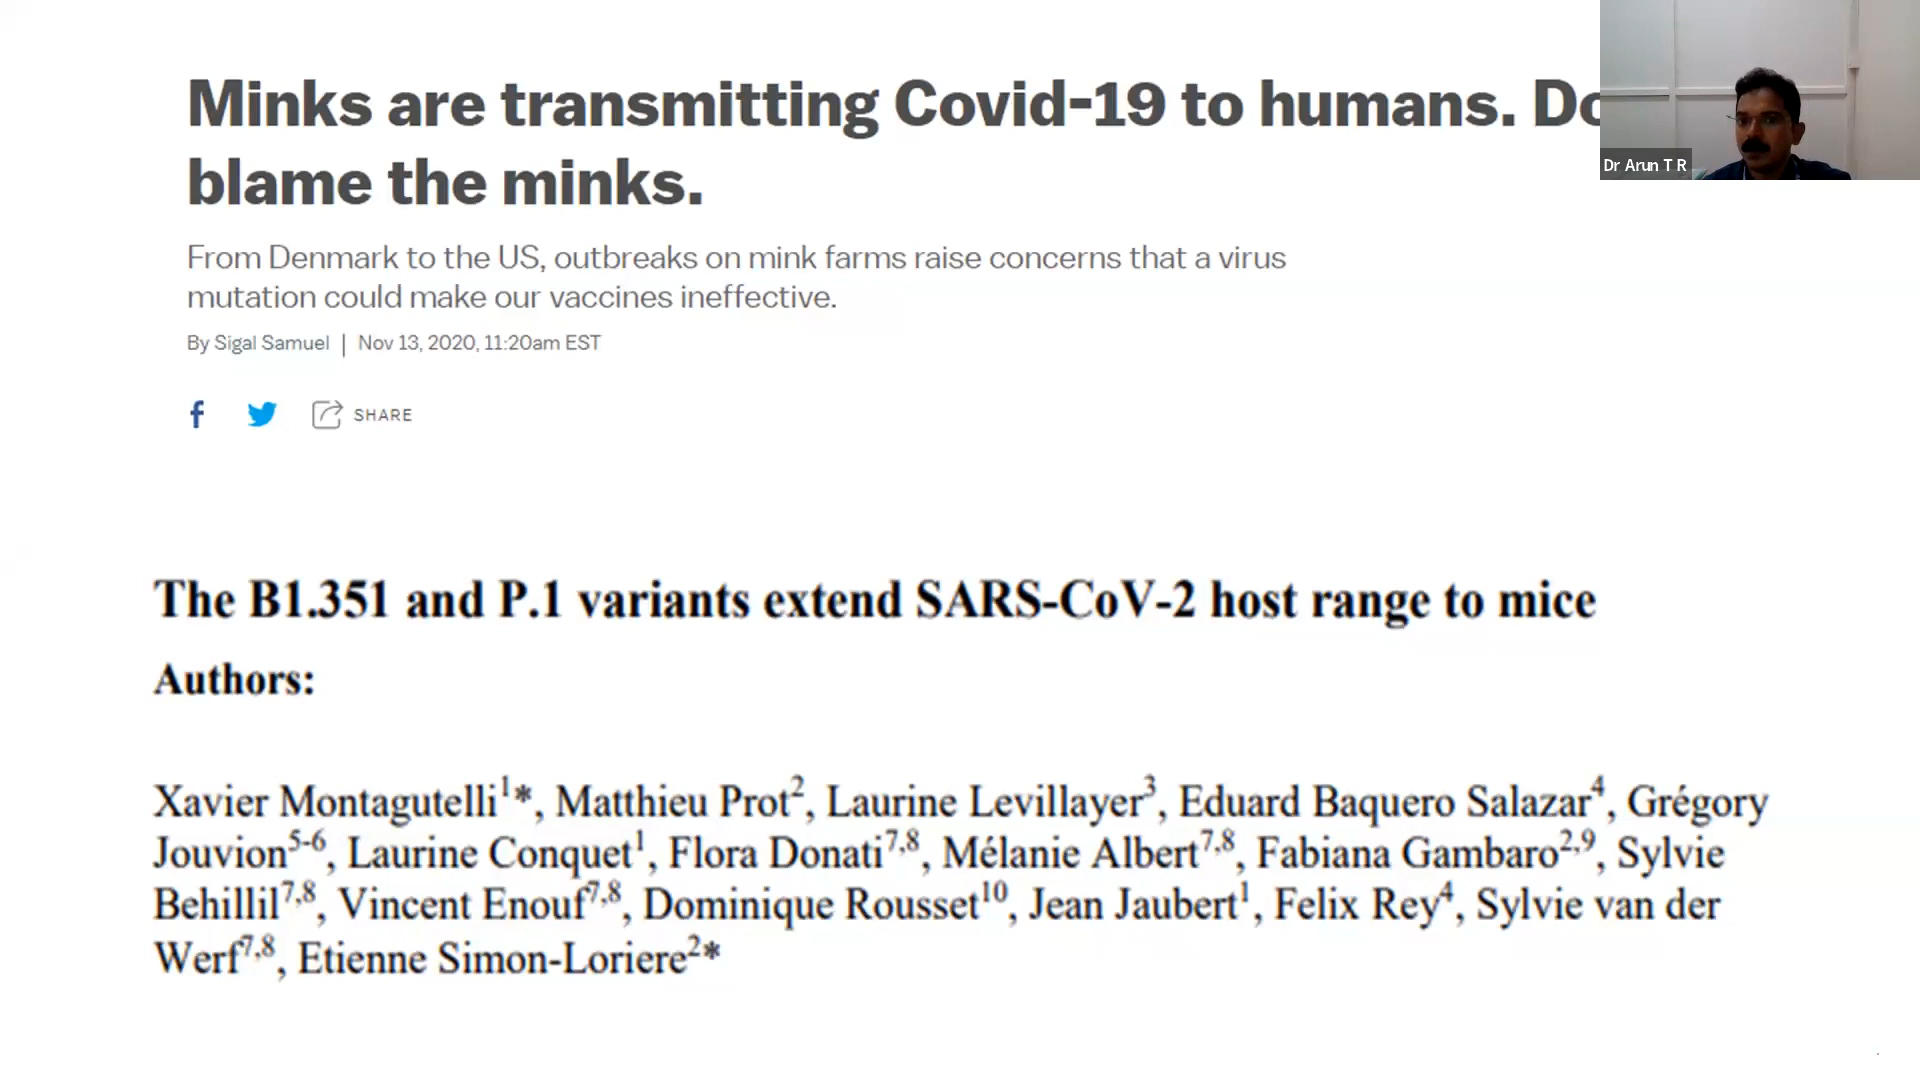 Minks are transmitting Covid-19 to humans. Do
blame the minks.
From Denmark to the US, outbreaks on mink farms raise concerns that a virus
mutation could make our vaccines ineffective.
By Sigal Samuel | Nov 13, 2020, 11:20am EST
SHARE
Dr Arun T R
The B1.351 and P.1 variants extend SARS-CoV-2 host range to mice
Authors:
Xavier Montagutelli¹*, Matthieu Prot², Laurine Levillayer³, Eduard Baquero Salazar⁴, Grégory
Jouvion⁵⁻⁶, Laurine Conquet¹, Flora Donati⁷,⁸, Mélanie Albert⁷,⁸, Fabiana Gambaro²,⁹, Sylvie
Behillil⁷,⁸, Vincent Enouf⁷,⁸, Dominique Rousset¹⁰, Jean Jaubert¹, Felix Rey⁴, Sylvie van der
Werf⁷,⁸, Etienne Simon-Loriere²*